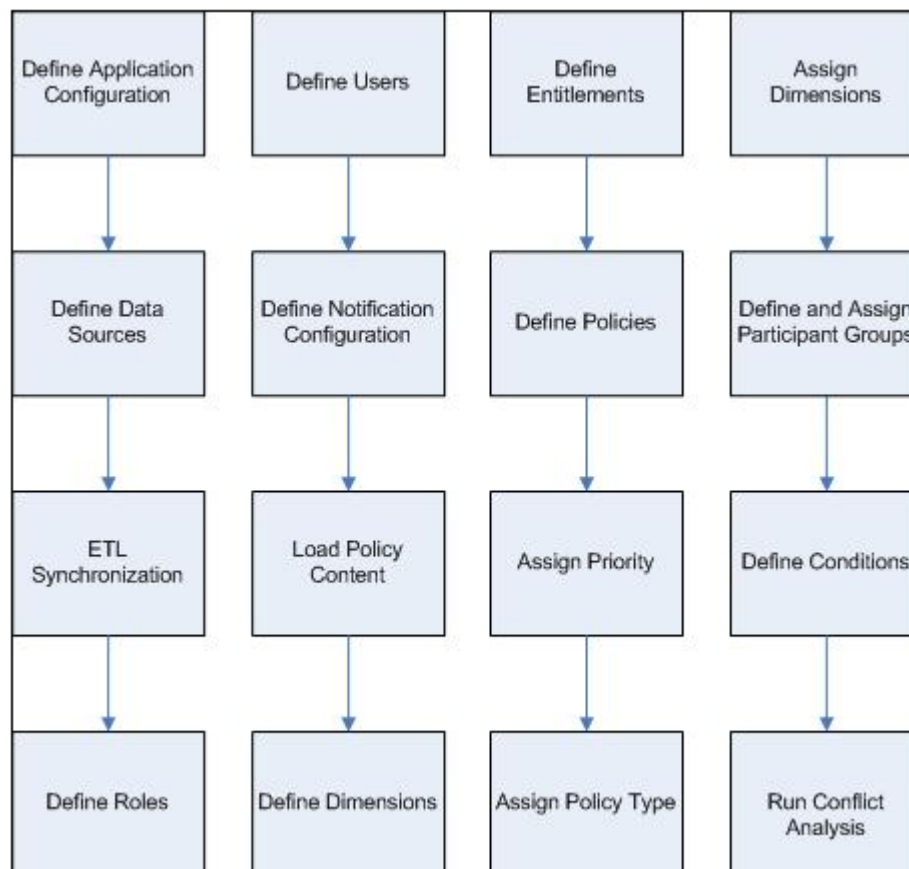 Define Application
Configuration
Define Data
Sources
ETL
Synchronization
Define Roles
Define Users
Define Notification
Configuration
Load Policy
Content
Define Dimensions
Define
Entitlements
Define Policies
Assign Priority
Assign Policy Type
Assign
Dimensions
Define and Assign
Participant Groups
Define Conditions
Run Conflict
Analysis